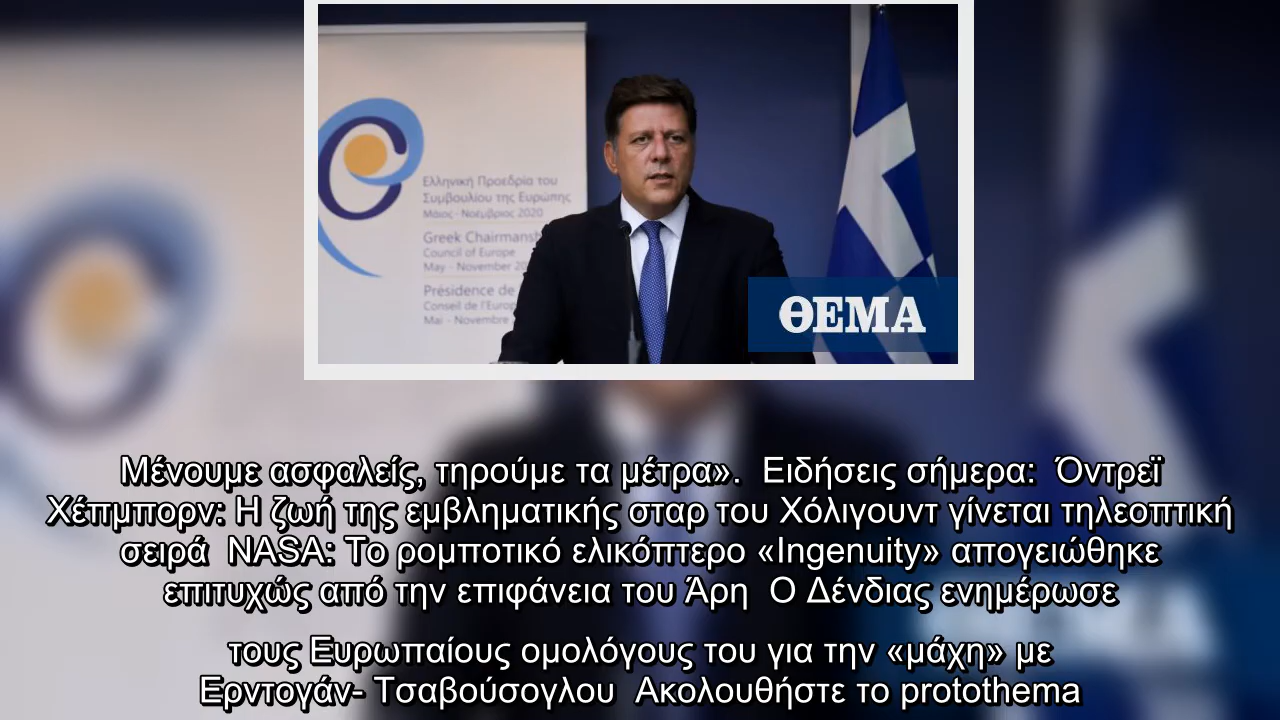 Ελληνική Προεδρία του
Συμβουλίου της Ευρώπης
Μάιος - Νοέμβριος 2020
Greek Chairmans
Council of Europe
May - November 20
Présidence de
Conseil de l'Europ
Mai - Novembre
ΘΕΜΑ
Μένουμε ασφαλείς, τηρούμε τα μέτρα».  Ειδήσεις σήμερα:  Όντρεϊ
Χέπμπορν: Η ζωή της εμβληματικής σταρ του Χόλιγουντ γίνεται τηλεοπτική
σειρά  NASA: Το ρομποτικό ελικόπτερο «Ingenuity» απογειώθηκε
επιτυχώς από την επιφάνεια του Άρη  Ο Δένδιας ενημέρωσε
τους Ευρωπαίους ομολόγους του για την «μάχη» με
Ερντογάν- Τσαβούσογλου  Ακολουθήστε το protothema